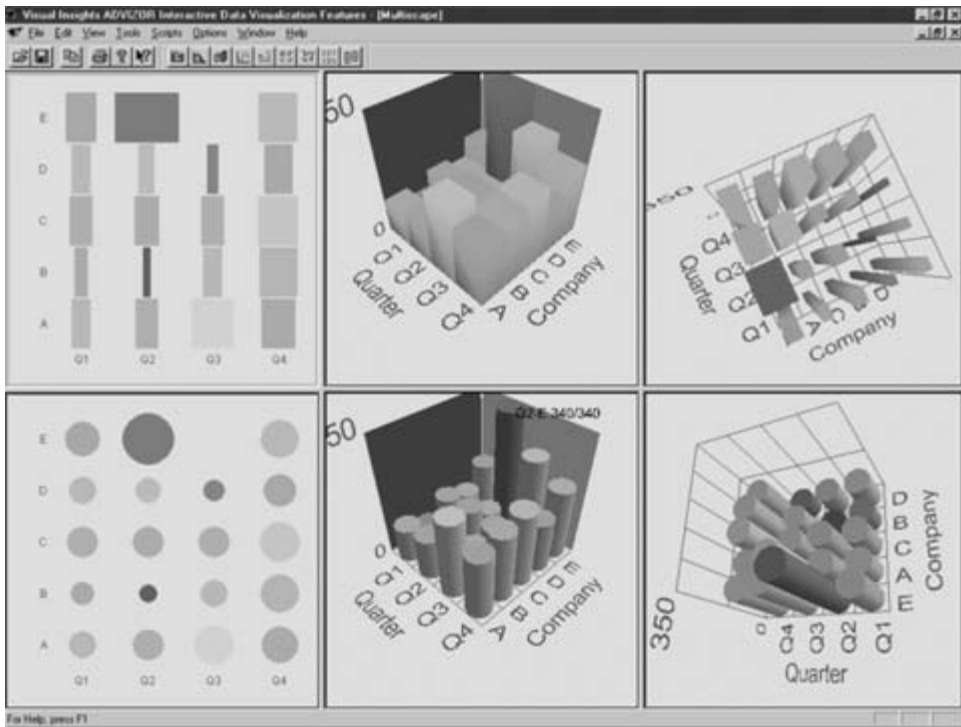 Visual Insights ADVIZOR Interactive Data Visualization Features - [Multiscape]
File Edit View Tools Scripts Options Window Help
E
D
C
B
A
Q1 Q2 Q3 Q4
50
0
Q1
Q2
Q3
Q4
Quarter
A
B
C
D
E
Company
350
0
Q4
Q3
Q2
Q1
Quarter
A
C
D
Company
E
D
C
B
A
Q1 Q2 Q3 Q4
Q2 E 340/340
50
0
Q1
Q2
Q3
Q4
Quarter
A
B
C
D
E
Company
D
B
C
A
E
Company
350
0
Q4
Q3
Q2
Q1
Quarter
For Help, press F1